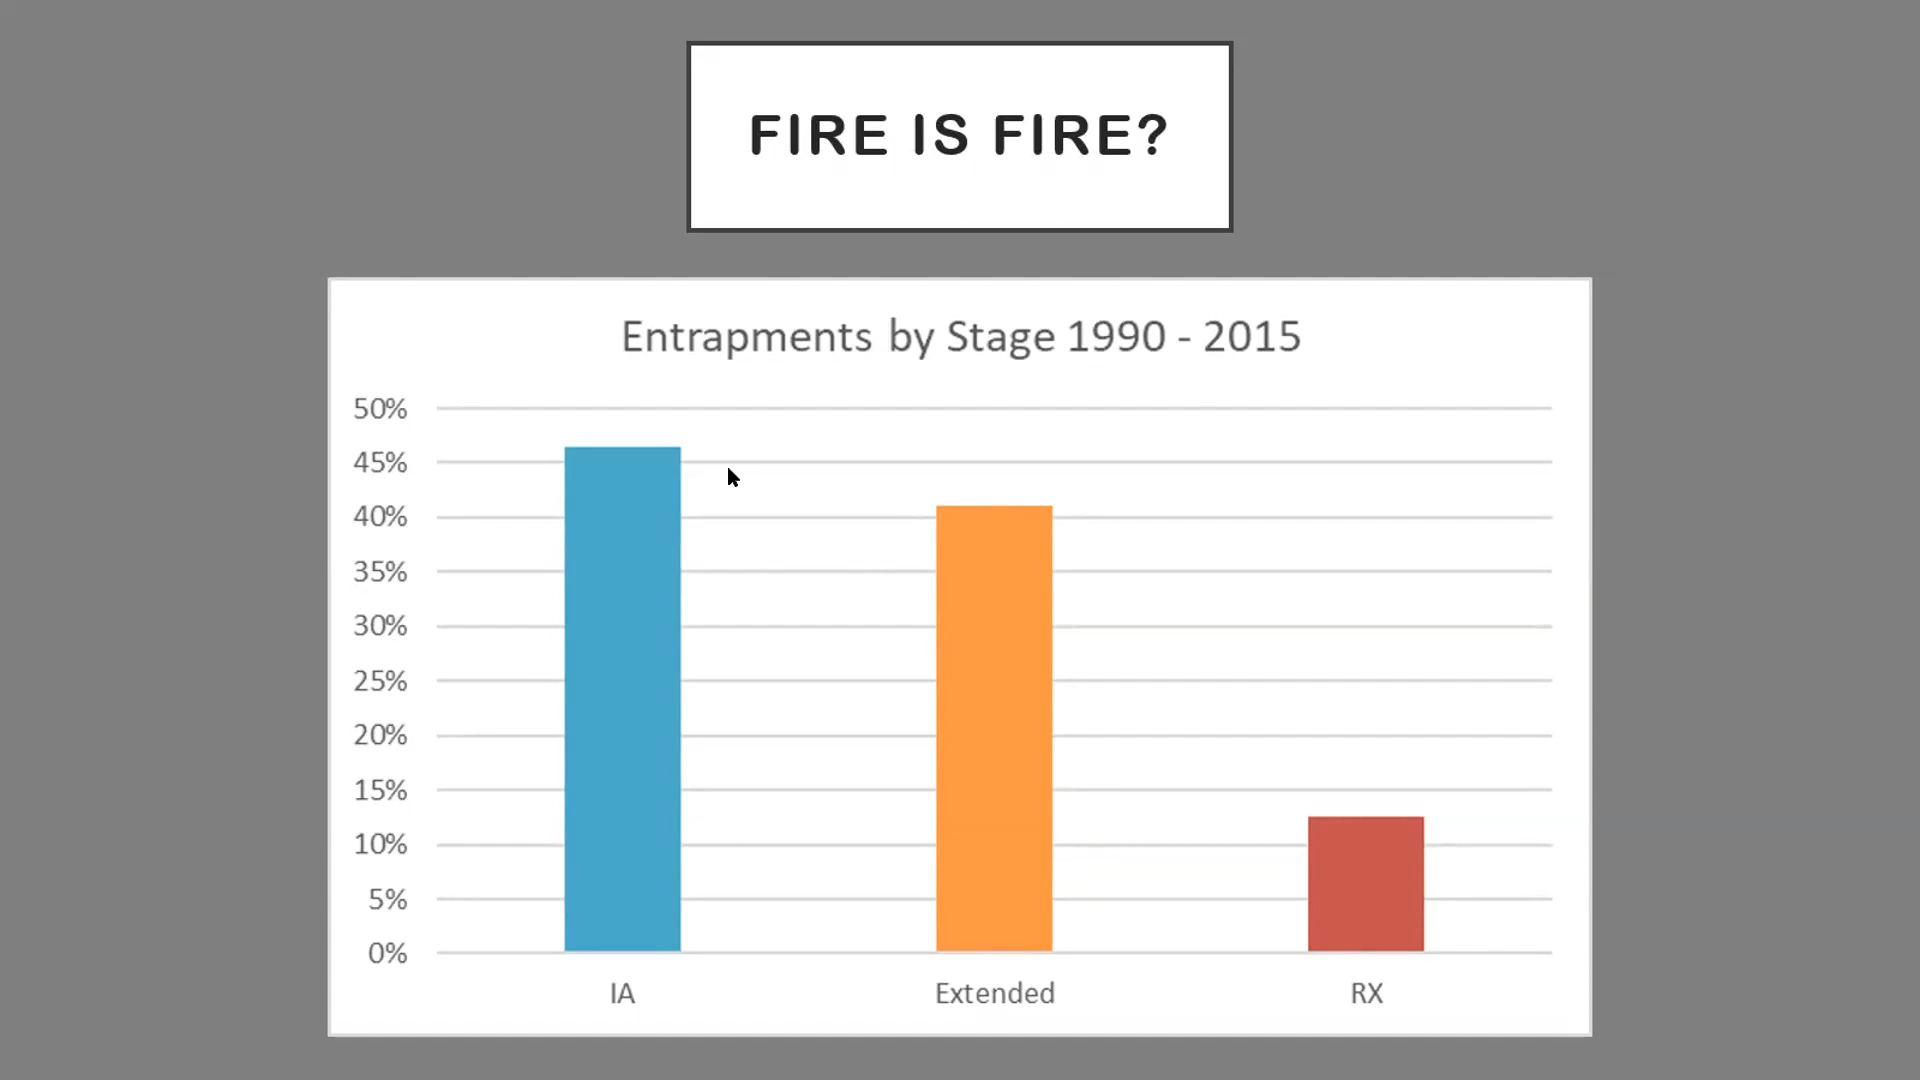 FIRE IS FIRE?
Entrapments by Stage 1990 - 2015
50%
45%
40%
35%
30%
25%
20%
15%
10%
5%
0%
IA
Extended
RX